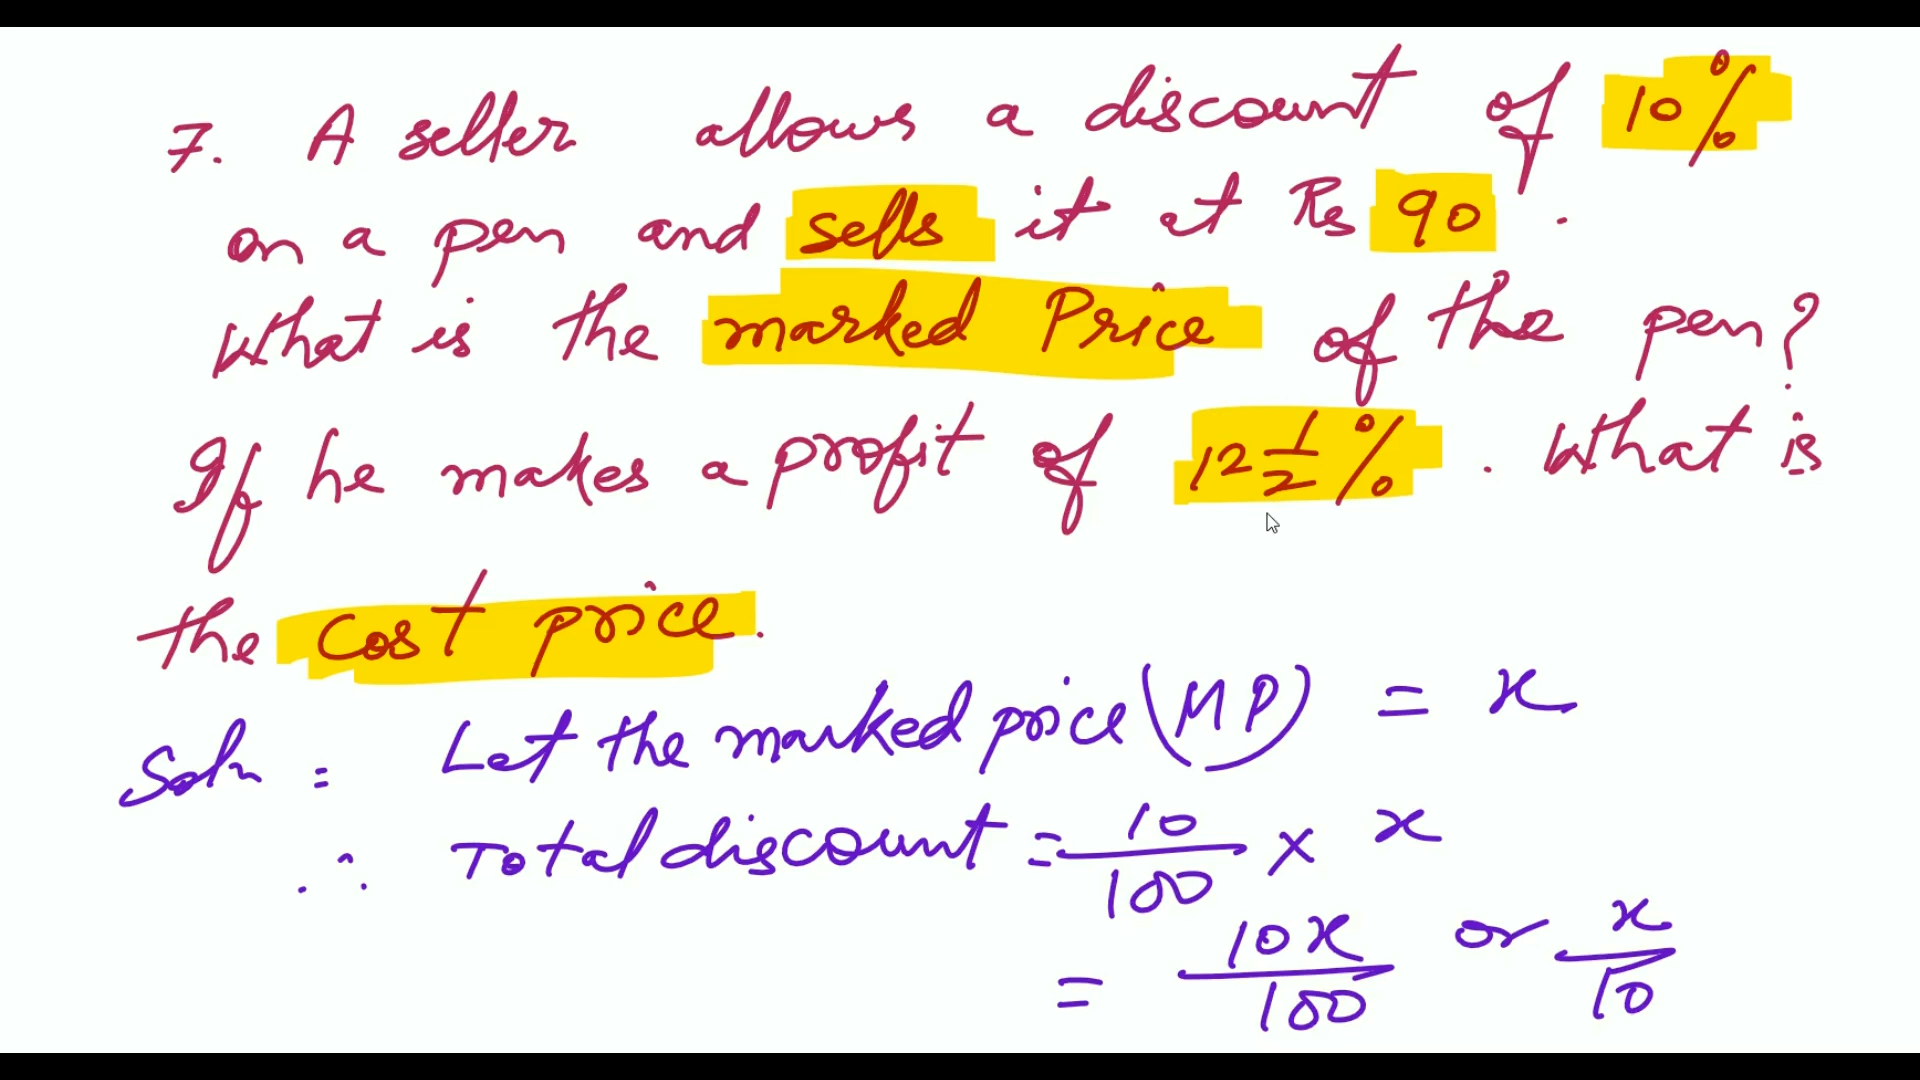 7. A seller allows a discount of 10%
on a pen and sells it at Rs 90.
What is the marked Price of the pen?
If he makes a profit of 12 1/2 %. What is
the cost price.
Soln = Let the marked price (MP) = x
∴ Total discount = 10/100 × x
= 10x/100 or x/10